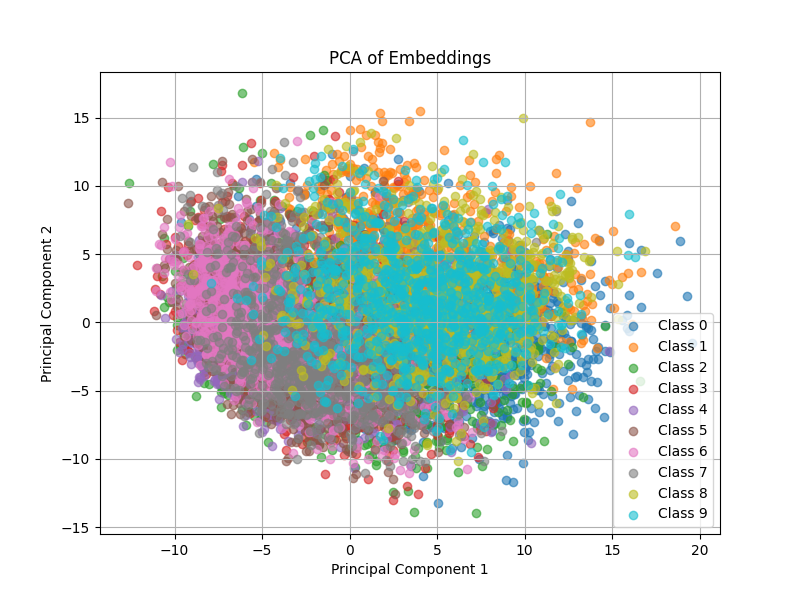 PCA of Embeddings
Principal Component 2
15
10
5
0
−5
−10
−15
−10
−5
0
5
10
15
20
Principal Component 1
Class 0
Class 1
Class 2
Class 3
Class 4
Class 5
Class 6
Class 7
Class 8
Class 9